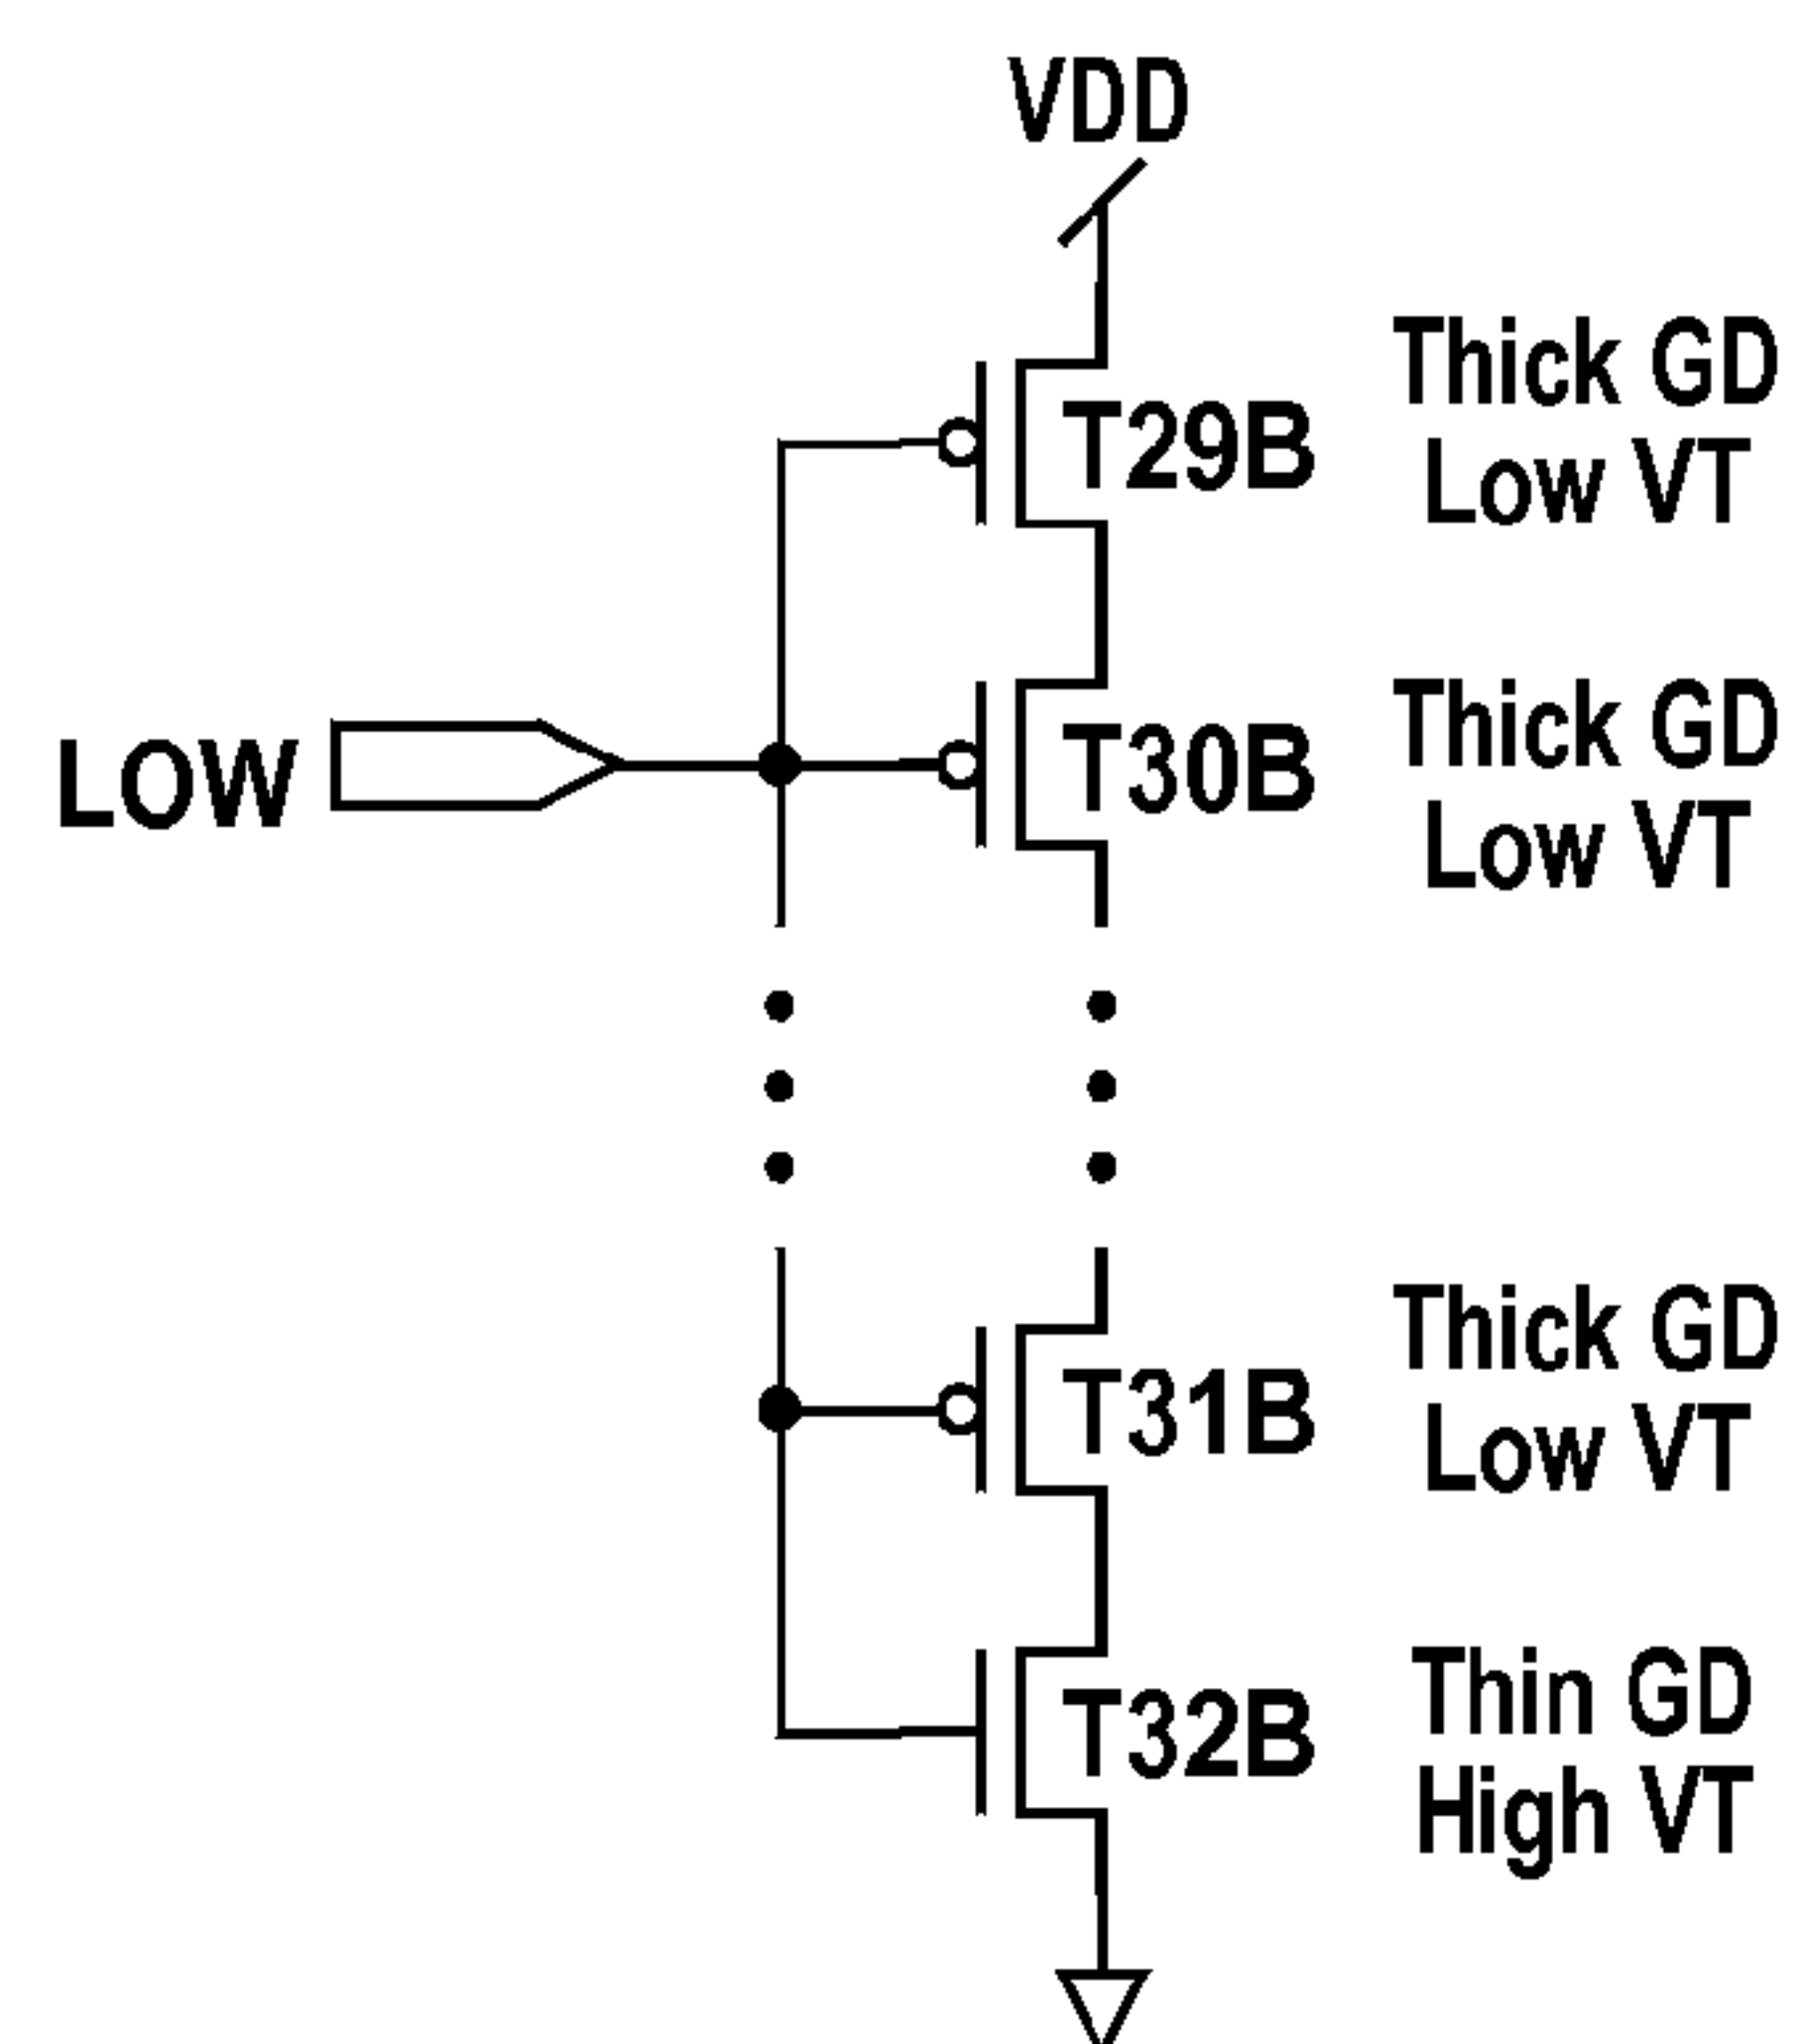 VDD
Thick GD
T29B
Low VT
Thick GD
LOW
T30B
Low VT
Thick GD
T31B
Low VT
Thin GD
T32B
High VT